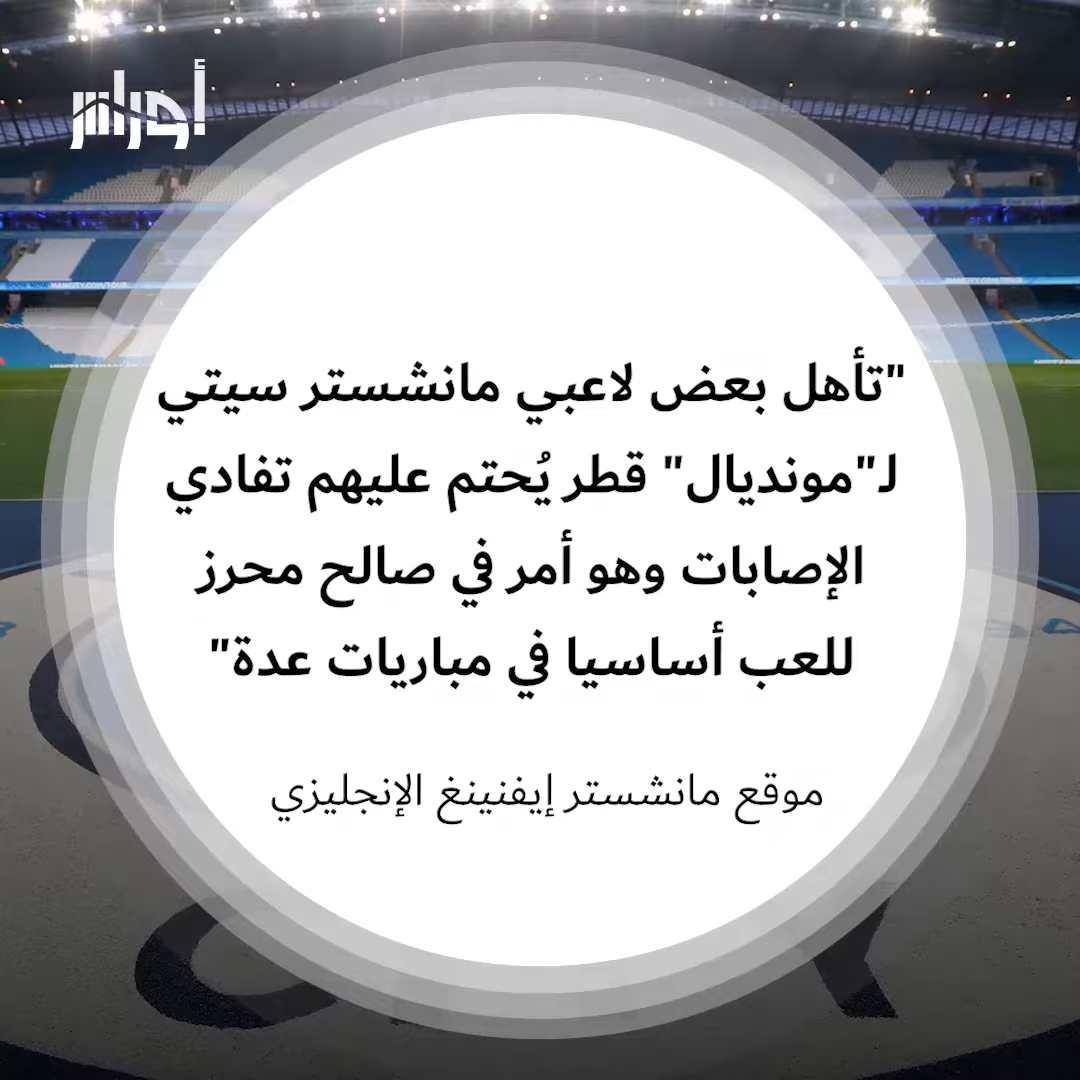 أوراس
"تأهل بعض لاعبي مانشستر سيتي
لـ"مونديال" قطر يُحتم عليهم تفادي
الإصابات وهو أمر في صالح محرز
للعب أساسيا في مباريات عدة"
موقع مانشستر إيفنينغ الإنجليزي